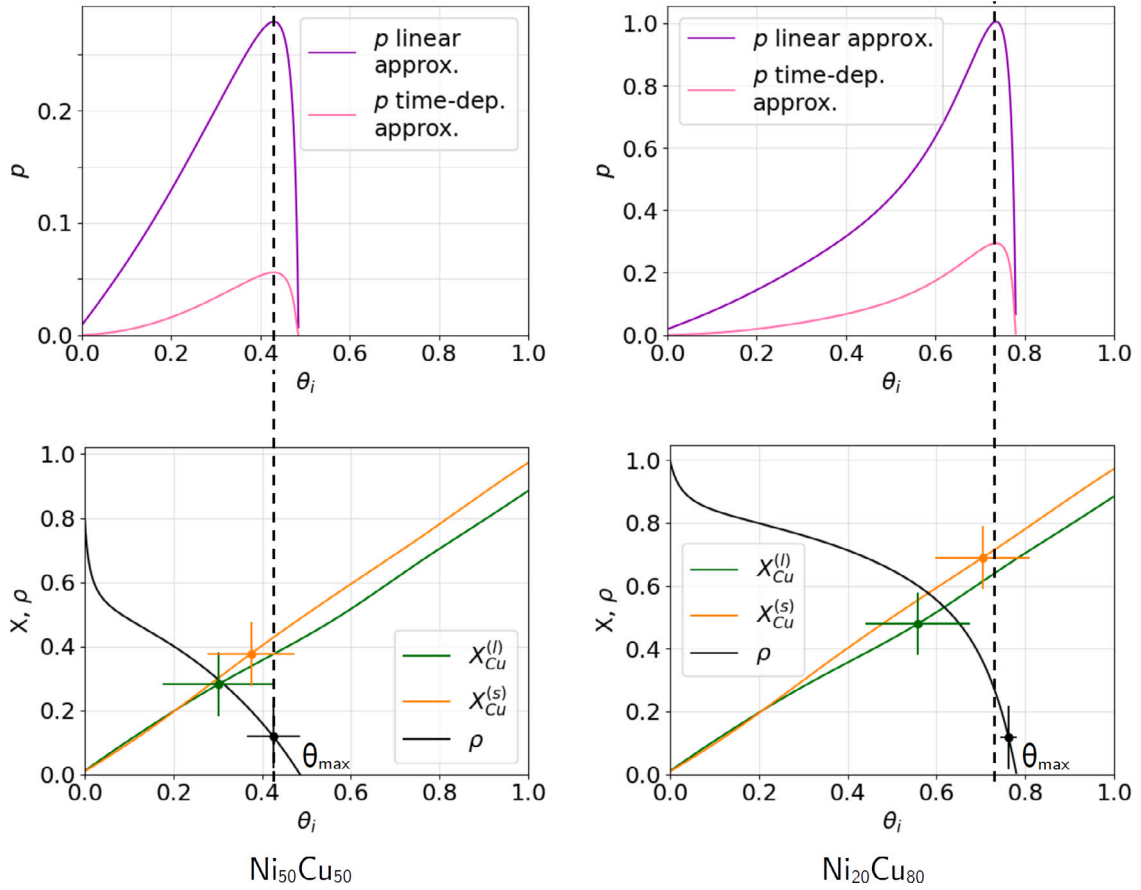 p linear
approx.
p time-dep.
approx.
p
0.2
0.1
0.0
0.0 0.2 0.4 0.6 0.8 1.0
θi
p linear approx.
p time-dep.
approx.
p
1.0
0.8
0.6
0.4
0.2
0.0
0.0 0.2 0.4 0.6 0.8 1.0
θi
X, ρ
1.0
0.8
0.6
0.4
0.2
0.0
X(l)Cu
X(s)Cu
ρ
θmax
0.0 0.2 0.4 0.6 0.8 1.0
θi
Ni50Cu50
X, ρ
1.0
0.8
0.6
0.4
0.2
0.0
X(l)Cu
X(s)Cu
ρ
θmax
0.0 0.2 0.4 0.6 0.8 1.0
θi
Ni20Cu80